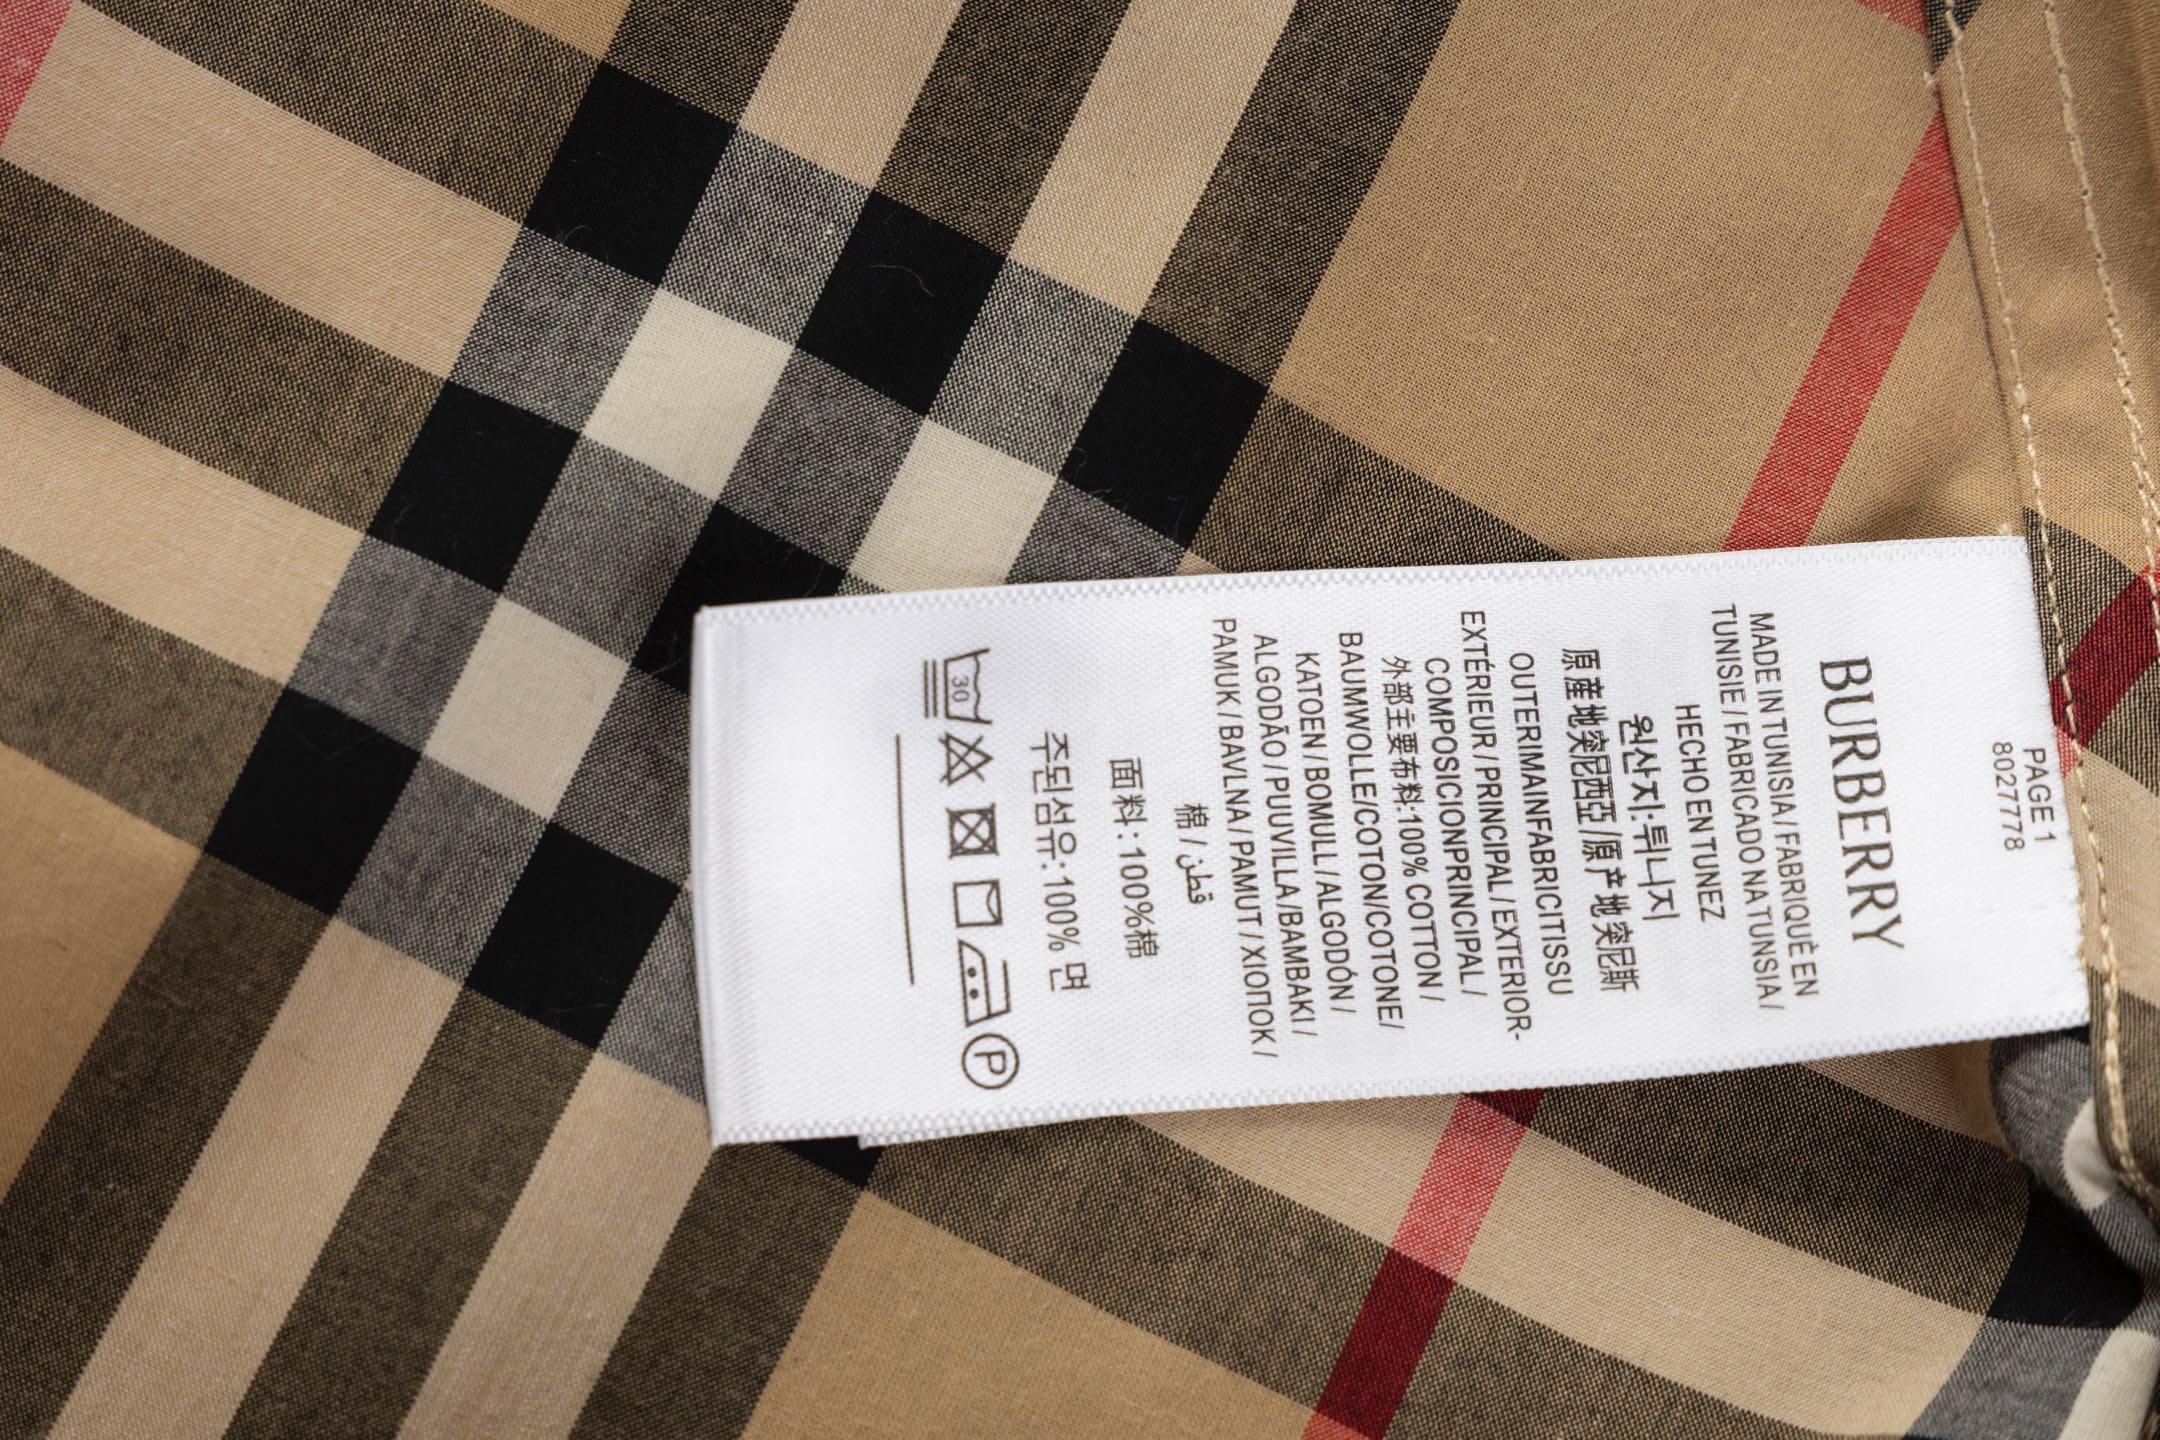 PAGE 1
8027778
BURBERRY
MADE IN TUNISIA / FABRIQUÈ EN
TUNISIE / FABRICADO NA TUNSIA /
HECHO EN TUNEZ
원산지:튀니지
原產地突尼西亞 / 原产地突尼斯
OUTERIMAINFABRICITISSU
EXTÉRIEUR / PRINCIPAL / EXTERIOR-
COMPOSICIONPRINCIPAL /
外部主要布料:100% COTTON /
BAUMWOLLE/COTON/COTONE/
KATOEN / BOMULL / ALGODÓN /
ALGODÃO / PUUVILLA /BAMBAKI /
PAMUK / BAVLNA / PAMUT / ХІОПОК /
棉 / قطن
面料:100%棉
주된섬유:100% 면
30
P